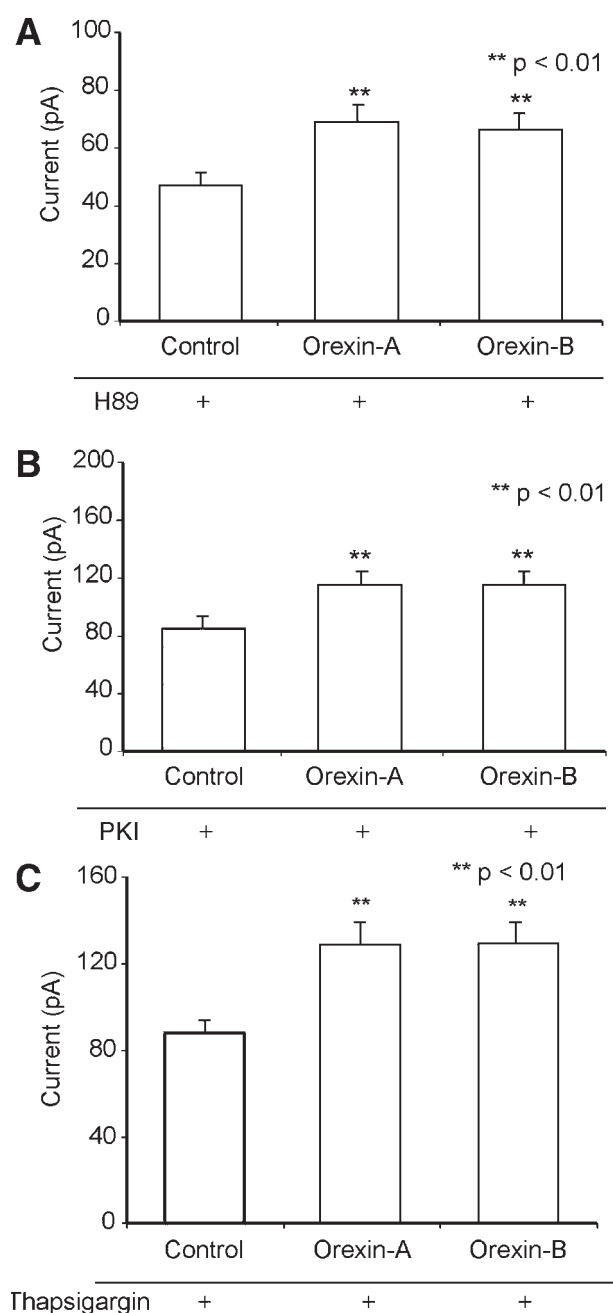 A
Current (pA)
100
80
60
40
20
0
** p < 0.01
** **
Control Orexin-A Orexin-B
H89 + + +
B
Current (pA)
200
160
120
80
40
0
** p < 0.01
** **
Control Orexin-A Orexin-B
PKI + + +
C
Current (pA)
160
120
80
40
0
** p < 0.01
** **
Control Orexin-A Orexin-B
Thapsigargin + + +